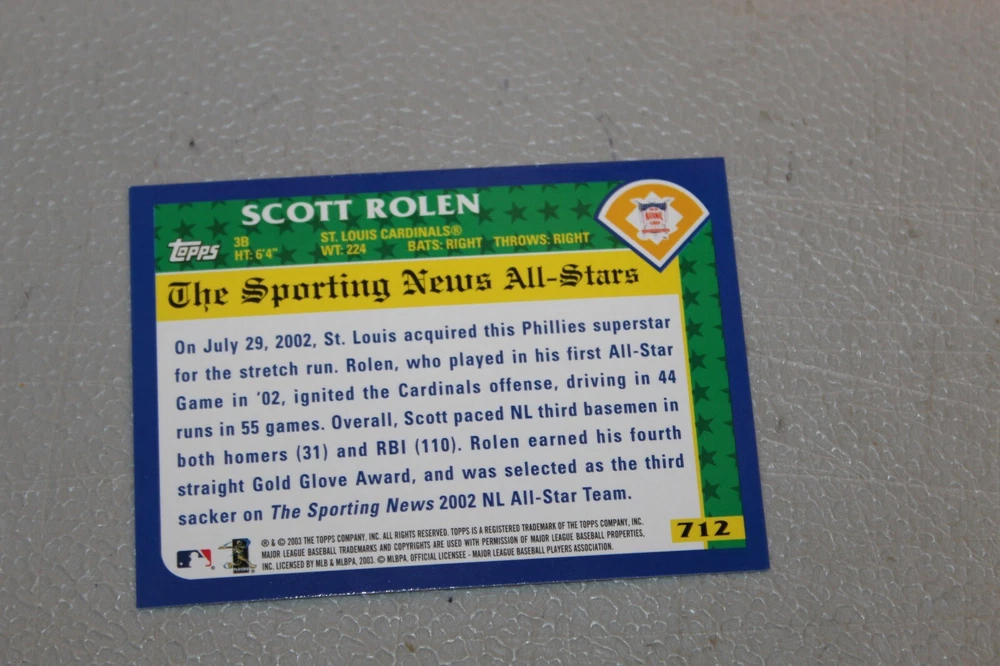 SCOTT ROLEN
Topps
3B ST. LOUIS CARDINALS®
HT: 6'4" WT: 224 BATS: RIGHT THROWS: RIGHT
The Sporting News All-Stars
On July 29, 2002, St. Louis acquired this Phillies superstar
for the stretch run. Rolen, who played in his first All-Star
Game in '02, ignited the Cardinals offense, driving in 44
runs in 55 games. Overall, Scott paced NL third basemen in
both homers (31) and RBI (110). Rolen earned his fourth
straight Gold Glove Award, and was selected as the third
sacker on The Sporting News 2002 NL All-Star Team.
712
® & © 2003 THE TOPPS COMPANY, INC. ALL RIGHTS RESERVED. TOPPS IS A REGISTERED TRADEMARK OF THE TOPPS COMPANY, INC.
MAJOR LEAGUE BASEBALL TRADEMARKS AND COPYRIGHTS ARE USED WITH PERMISSION OF MAJOR LEAGUE BASEBALL PROPERTIES,
INC. LICENSED BY MLB & MLBPA, 2003. © MLBPA. OFFICIAL LICENSEE - MAJOR LEAGUE BASEBALL PLAYERS ASSOCIATION.